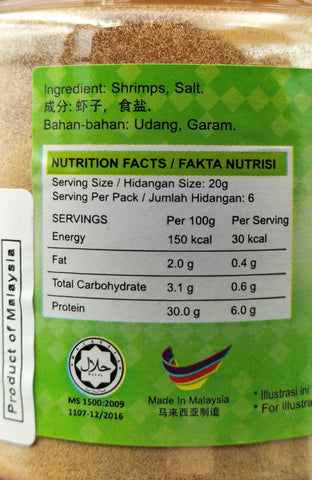 Ingredient: Shrimps, Salt.
成分: 虾子, 食盐.
Bahan-bahan: Udang, Garam.
NUTRITION FACTS / FAKTA NUTRISI
Serving Size / Hidangan Size: 20g
Serving Per Pack / Jumlah Hidangan: 6
SERVINGS Per 100g Per Serving
Energy 150 kcal 30 kcal
Fat 2.0 g 0.4 g
Total Carbohydrate 3.1 g 0.6 g
Protein 30.0 g 6.0 g
Product of Malaysia
حلال
HALAL
MS 1500:2009
1107-12/2016
Made In Malaysia
马来西亚制造
* Illustrasi ini
* For illustra